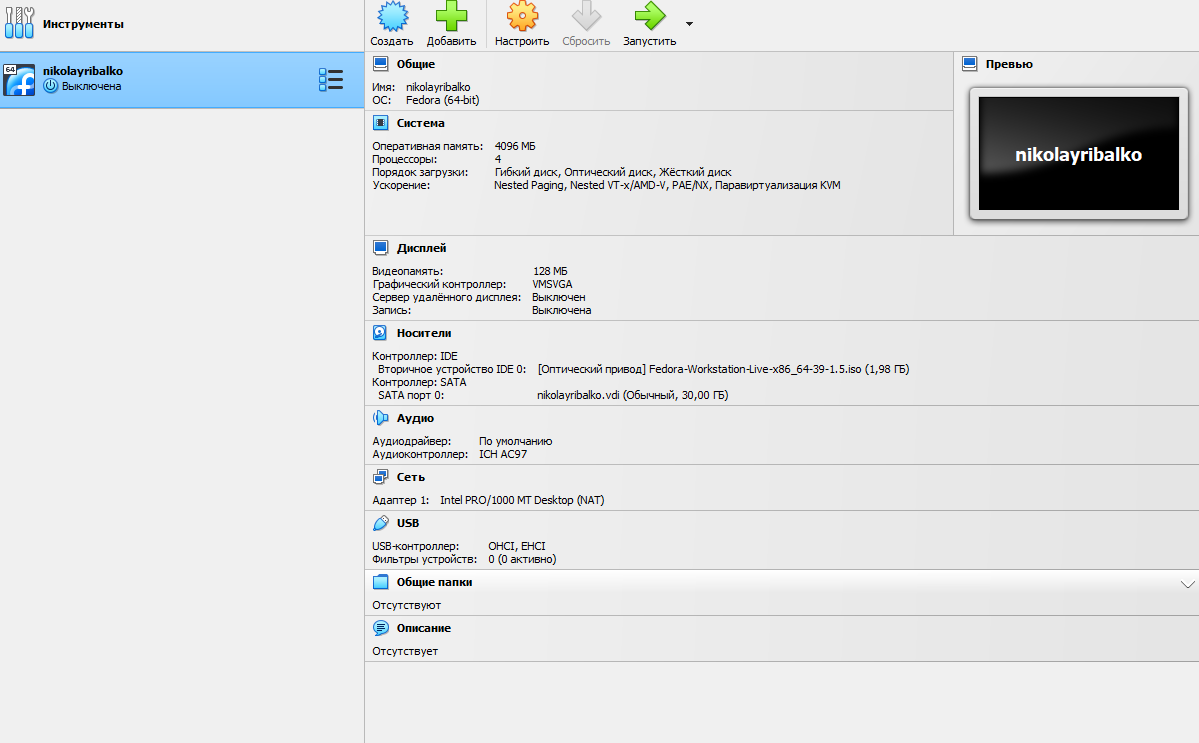 Инструменты
64
nikolayribalko
Выключена
Создать Добавить Настроить Сбросить Запустить
Общие
Имя: nikolayribalko
ОС: Fedora (64-bit)
Превью
nikolayribalko
Система
Оперативная память: 4096 МБ
Процессоры: 4
Порядок загрузки: Гибкий диск, Оптический диск, Жёсткий диск
Ускорение: Nested Paging, Nested VT-x/AMD-V, PAE/NX, Паравиртуализация KVM
Дисплей
Видеопамять: 128 МБ
Графический контроллер: VMSVGA
Сервер удалённого дисплея: Выключен
Запись: Выключена
Носители
Контроллер: IDE
Вторичное устройство IDE 0: [Оптический привод] Fedora-Workstation-Live-x86_64-39-1.5.iso (1,98 ГБ)
Контроллер: SATA
SATA порт 0: nikolayribalko.vdi (Обычный, 30,00 ГБ)
Аудио
Аудиодрайвер: По умолчанию
Аудиоконтроллер: ICH AC97
Сеть
Адаптер 1: Intel PRO/1000 MT Desktop (NAT)
USB
USB-контроллер: OHCI, EHCI
Фильтры устройств: 0 (0 активно)
Общие папки
Отсутствуют
Описание
Отсутствует